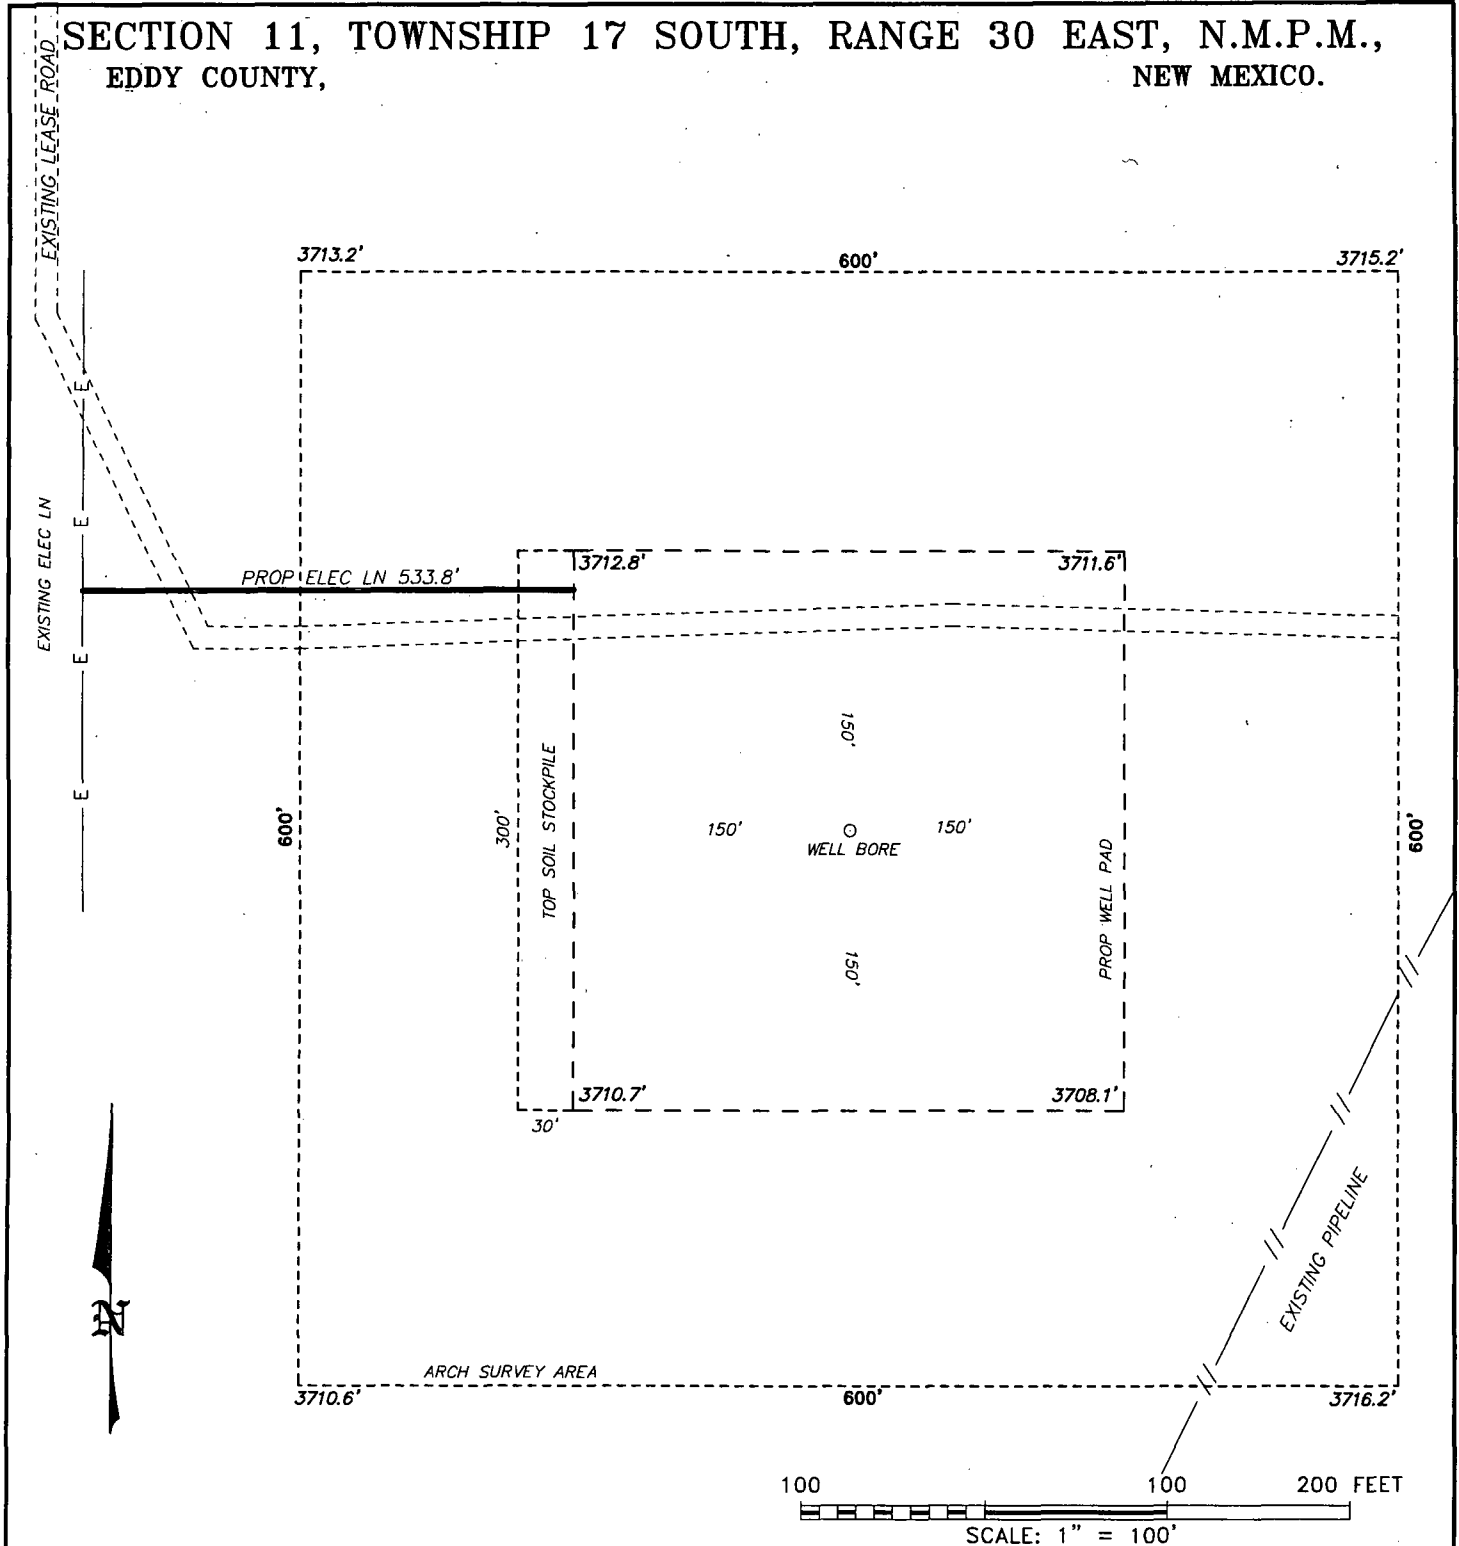 SECTION 11, TOWNSHIP 17 SOUTH, RANGE 30 EAST, N.M.P.M.,
EDDY COUNTY, NEW MEXICO.
EXISTING LEASE ROAD
3713.2'
600'
3715.2'
E
E
E
E
EXISTING ELEC LN
PROP ELEC LN 533.8'
3712.8'
3711.6'
600'
300'
TOP SOIL STOCKPILE
150'
150'
150'
WELL BORE
150'
PROP WELL PAD
600'
3710.7'
3708.1'
30'
N
EXISTING PIPELINE
ARCH SURVEY AREA
3710.6'
600'
3716.2'
100 100 200 FEET
SCALE: 1" = 100'